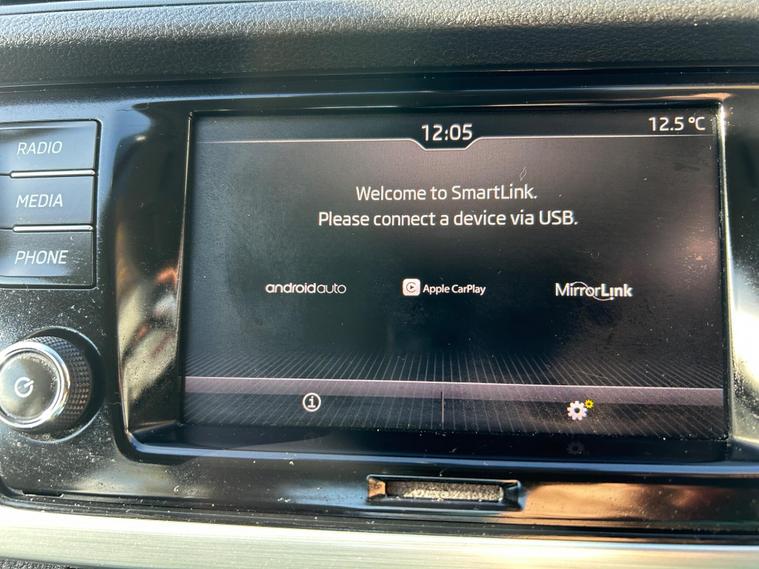 12:05
12.5 °C
RADIO
MEDIA
PHONE
Welcome to SmartLink.
Please connect a device via USB.
androidauto
Apple CarPlay
MirrorLink